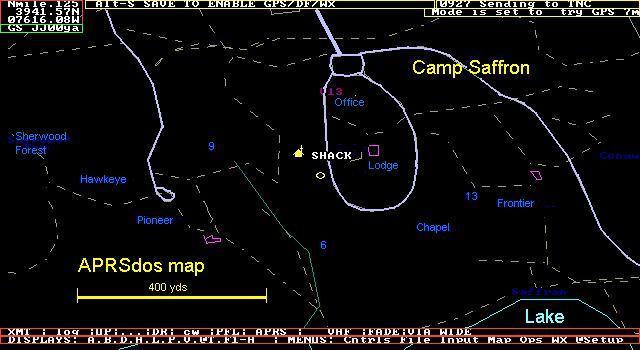 Nmile.125
3941.57N
07616.08W
GS JJ00ya
Alt-S SAVE TO ENABLE GPS/DF/WX
0927 Sending to TNC
Mode is set to try GPS 7m
Camp Saffron
Office
Sherwood
Forest
9
SHACK
Lodge
Hawkeye
13
Frontier
Pioneer
Chapel
6
APRSdos map
400 yds
Saffron
Lake
XMT : log :UP:...:DR: cw :PFL: APRS : VHF :FADE:VIA WIDE
DISPLAYS: A.B.D.H.L.P.V.@T.F1-H : MENUS: Cntrls File Input Map Ops WX @Setup